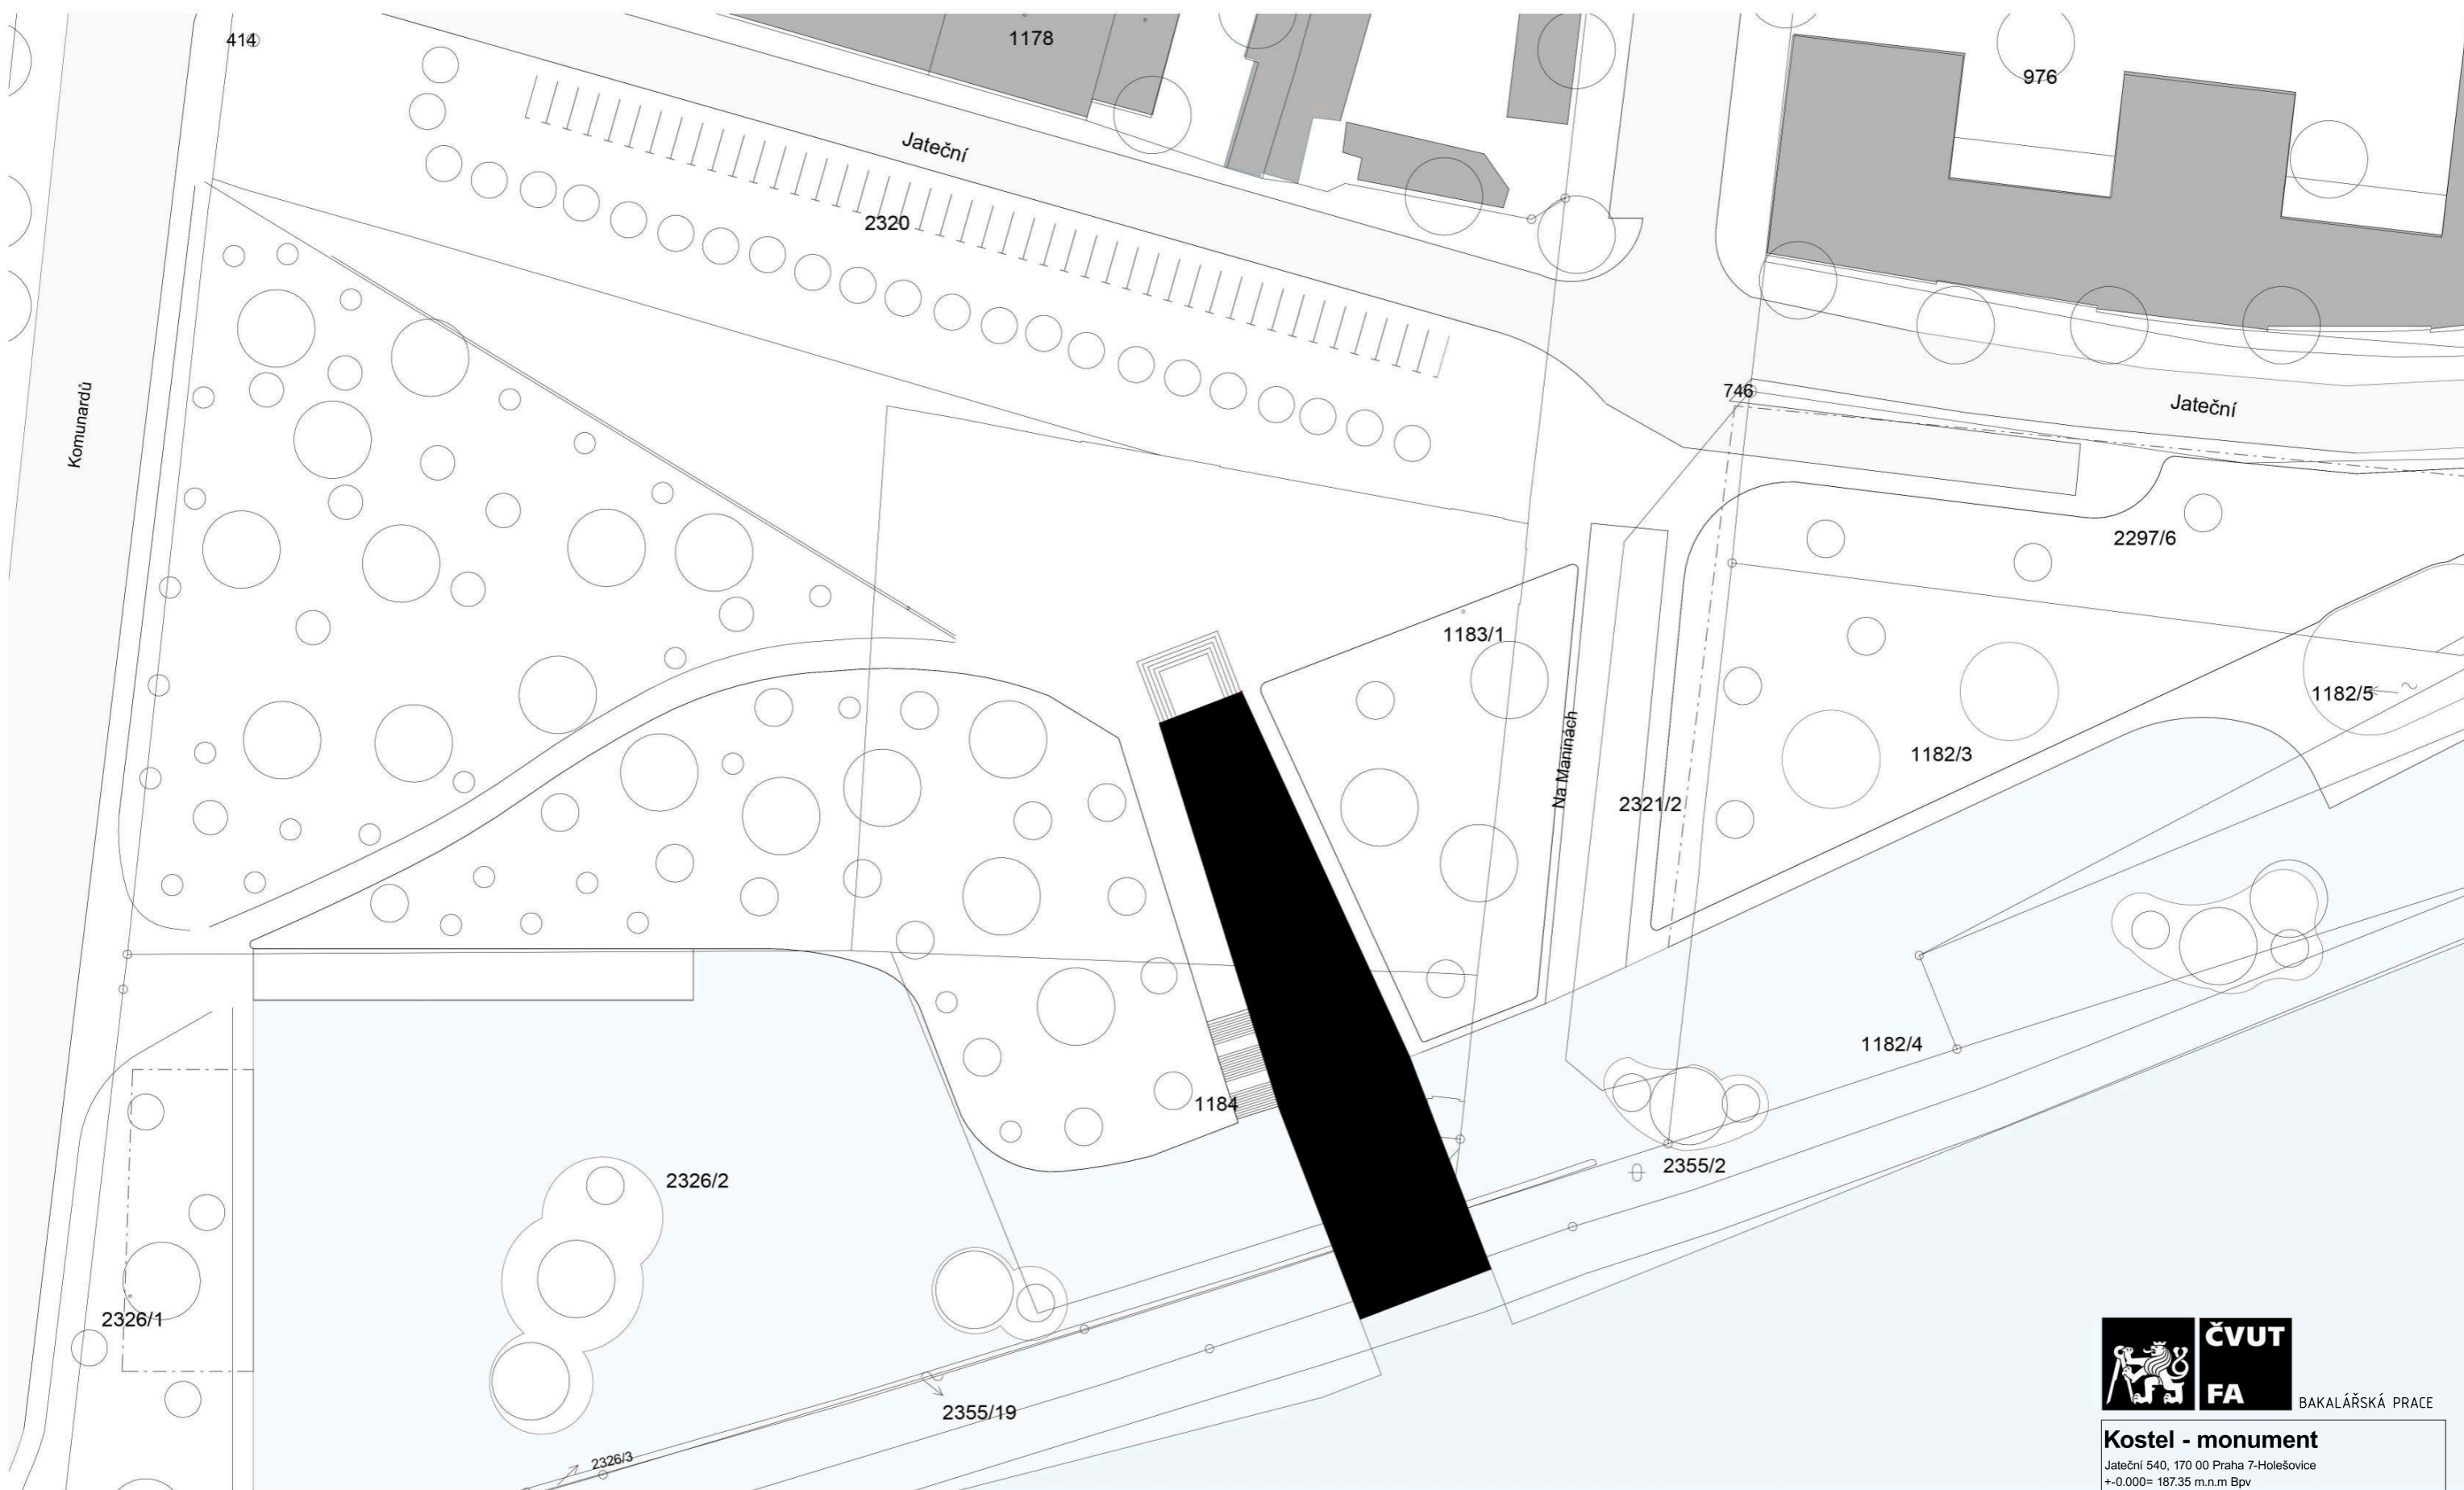 414
1178
976
Jateční
2320
Komunardů
746
Jateční
2297/6
1183/1
1182/5
Na Maninách
1182/3
2321/2
1182/4
1184
2326/2
2355/2
2326/1
2355/19
2326/3
ČVUT
FA
BAKALÁŘSKÁ PRACE
Kostel - monument
Jateční 540, 170 00 Praha 7-Holešovice
+-0.000= 187.35 m.n.m Bpv